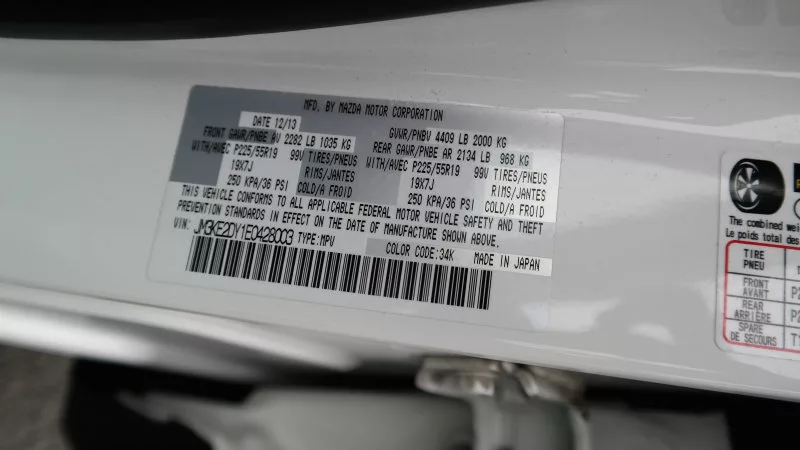 MFD. BY MAZDA MOTOR CORPORATION
DATE 12/13 GVWR/PNBV 4409 LB 2000 KG
FRONT GAWR/PNBE AV 2282 LB 1035 KG REAR GAWR/PNBE AR 2134 LB 968 KG
WITH/AVEC P225/55R19 99V TIRES/PNEUS WITH/AVEC P225/55R19 99V TIRES/PNEUS
19X7J RIMS/JANTES 19X7J RIMS/JANTES
250 KPA/36 PSI COLD/A FROID 250 KPA/36 PSI COLD/A FROID
THIS VEHICLE CONFORMS TO ALL APPLICABLE FEDERAL MOTOR VEHICLE SAFETY AND THEFT
PREVENTION STANDARDS IN EFFECT ON THE DATE OF MANUFACTURE SHOWN ABOVE.
VIN: JM3KE2DY1E0428003 TYPE:MPV COLOR CODE:34K MADE IN JAPAN
The combined wei
Le poids total des
TIRE
PNEU
FRONT
AVANT
REAR
ARRIÈRE
SPARE
DE SECOURS